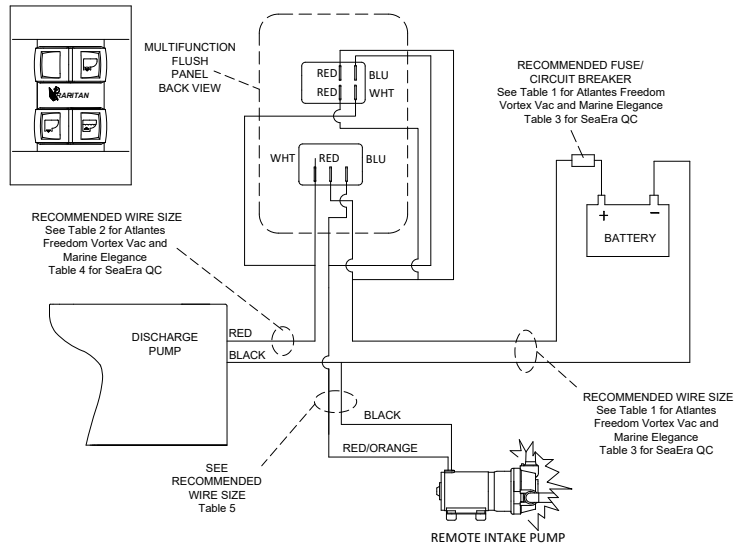 MULTIFUNCTION
FLUSH
PANEL
BACK VIEW
RARITAN
RED
BLU
RED
WHT
WHT
RED
BLU
RECOMMENDED FUSE/
CIRCUIT BREAKER
See Table 1 for Atlantes Freedom
Vortex Vac and Marine Elegance
Table 3 for SeaEra QC
+
−
BATTERY
RECOMMENDED WIRE SIZE
See Table 2 for Atlantes
Freedom Vortex Vac and
Marine Elegance
Table 4 for SeaEra QC
DISCHARGE
PUMP
RED
BLACK
RECOMMENDED WIRE SIZE
See Table 1 for Atlantes
Freedom Vortex Vac and
Marine Elegance
Table 3 for SeaEra QC
BLACK
RED/ORANGE
SEE
RECOMMENDED
WIRE SIZE
Table 5
REMOTE INTAKE PUMP